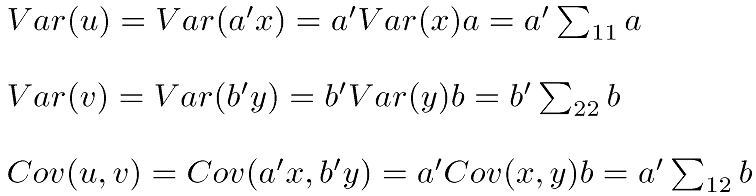 Var(u) = Var(a′x) = a′Var(x)a = a′ ∑₁₁ a
Var(v) = Var(b′y) = b′Var(y)b = b′ ∑₂₂ b
Cov(u, v) = Cov(a′x, b′y) = a′Cov(x, y)b = a′ ∑₁₂ b